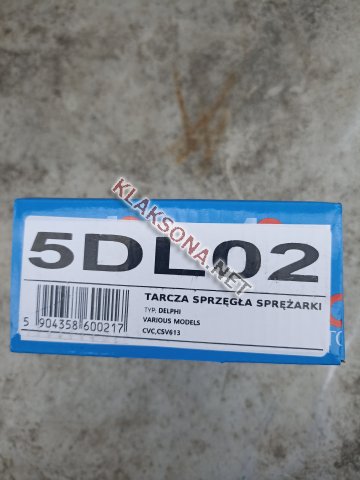 5DL02
KLAKSONA.NET
TARCZA SPRZĘGŁA SPRĘŻARKI
TYP. DELPHI
VARIOUS MODELS
CVC,CSV613
5 904358 600217